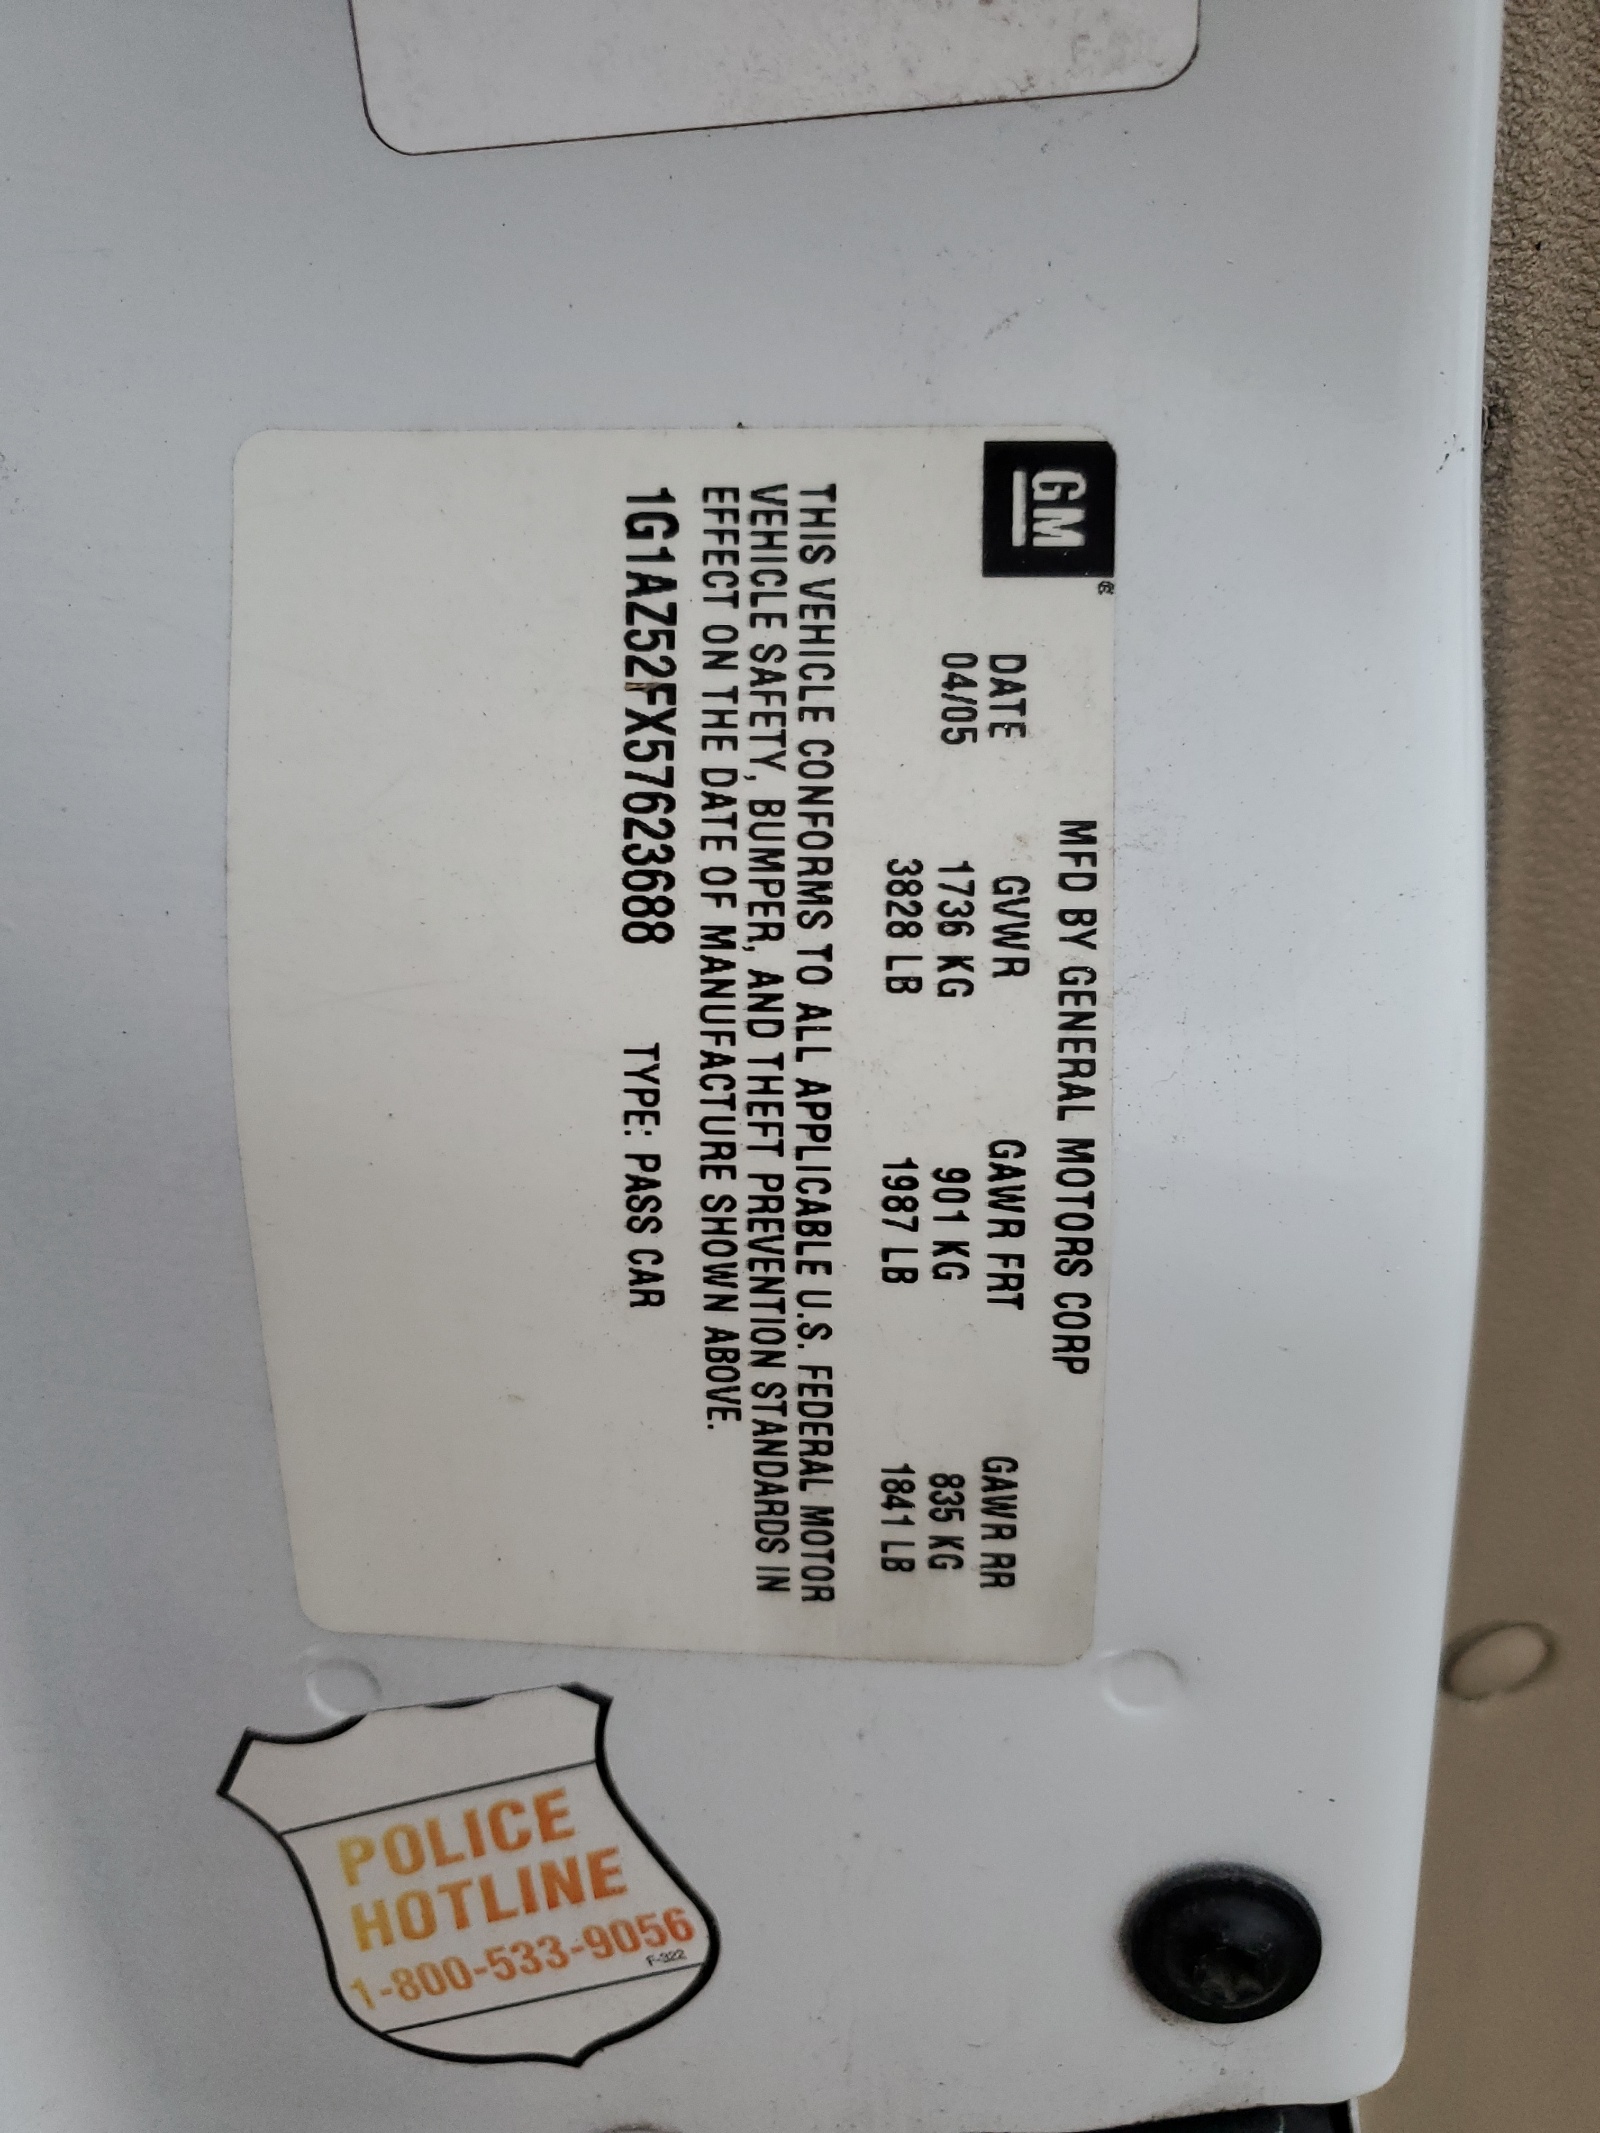 GM®
MFD BY GENERAL MOTORS CORP
DATE GVWR GAWR FRT GAWR RR
04/05 1736 KG 901 KG 835 KG
3828 LB 1987 LB 1841 LB
THIS VEHICLE CONFORMS TO ALL APPLICABLE U.S. FEDERAL MOTOR
VEHICLE SAFETY, BUMPER, AND THEFT PREVENTION STANDARDS IN
EFFECT ON THE DATE OF MANUFACTURE SHOWN ABOVE.
1G1AZ52FX57623688 TYPE: PASS CAR
POLICE
HOTLINE
1-800-533-9056
F-322